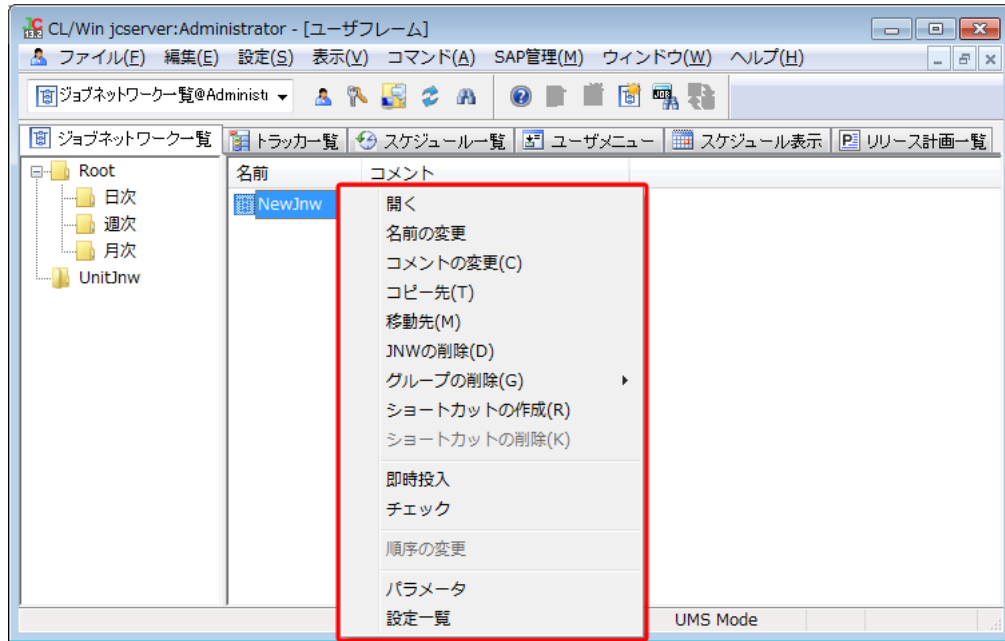 CL/Win jcserver:Administrator - [ユーザフレーム]
ファイル(F) 編集(E) 設定(S) 表示(V) コマンド(A) SAP管理(M) ウィンドウ(W) ヘルプ(H)
ジョブネットワーク一覧@Administr
ジョブネットワーク一覧 トラッカ一覧 スケジュール一覧 ユーザメニュー スケジュール表示 リリース計画一覧
Root
日次
週次
月次
UnitJnw
名前 コメント
NewJnw
開く
名前の変更
コメントの変更(C)
コピー先(T)
移動先(M)
JNWの削除(D)
グループの削除(G)
ショートカットの作成(R)
ショートカットの削除(K)
即時投入
チェック
順序の変更
パラメータ
設定一覧
UMS Mode